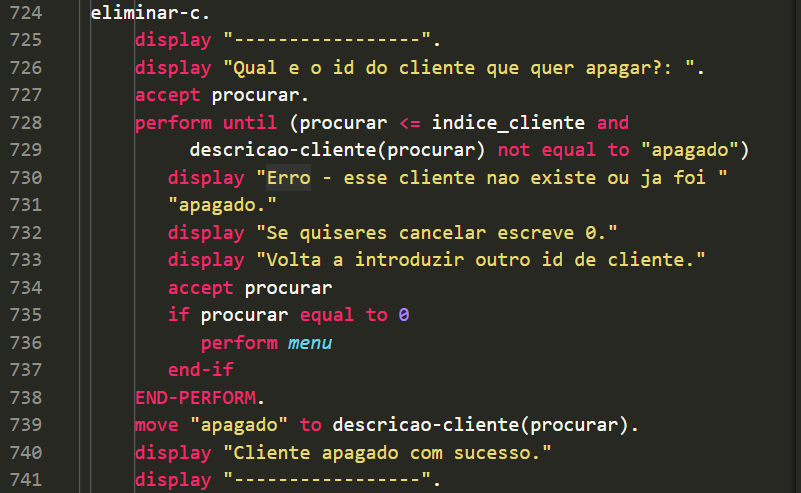 724 eliminar-c.
725 display "-----------------".
726 display "Qual e o id do cliente que quer apagar?: ".
727 accept procurar.
728 perform until (procurar <= indice_cliente and
729 descricao-cliente(procurar) not equal to "apagado")
730 display "Erro - esse cliente nao existe ou ja foi "
731 "apagado."
732 display "Se quiseres cancelar escreve 0."
733 display "Volta a introduzir outro id de cliente."
734 accept procurar
735 if procurar equal to 0
736 perform menu
737 end-if
738 END-PERFORM.
739 move "apagado" to descricao-cliente(procurar).
740 display "Cliente apagado com sucesso."
741 display "-----------------".